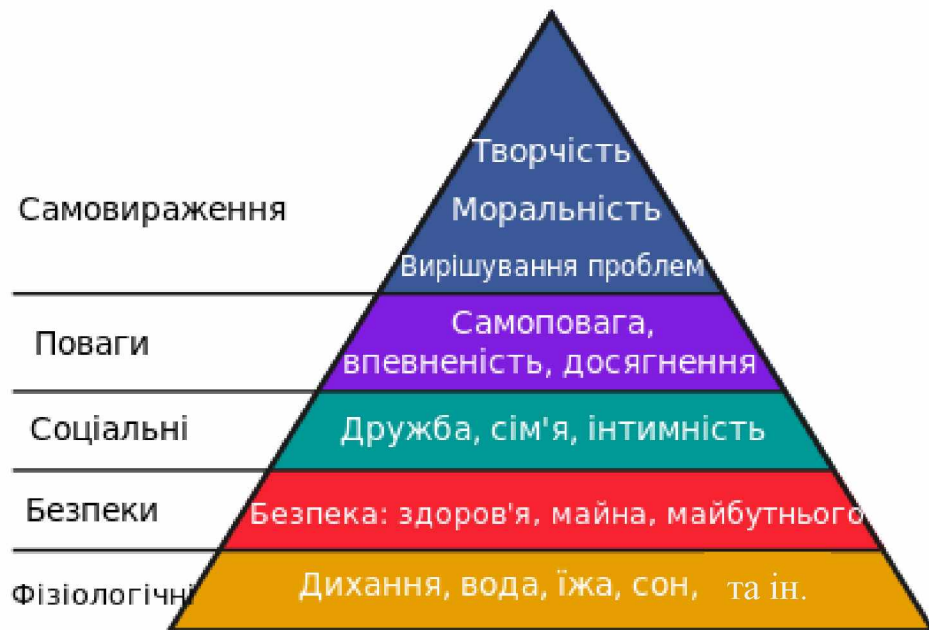 Творчість
Самовираження
Моральність
Вирішування проблем
Поваги
Самоповага,
впевненість, досягнення
Соціальні
Дружба, сім'я, інтимність
Безпеки
Безпека: здоров'я, майна, майбутнього
Фізіологічні
Дихання, вода, їжа, сон, та ін.